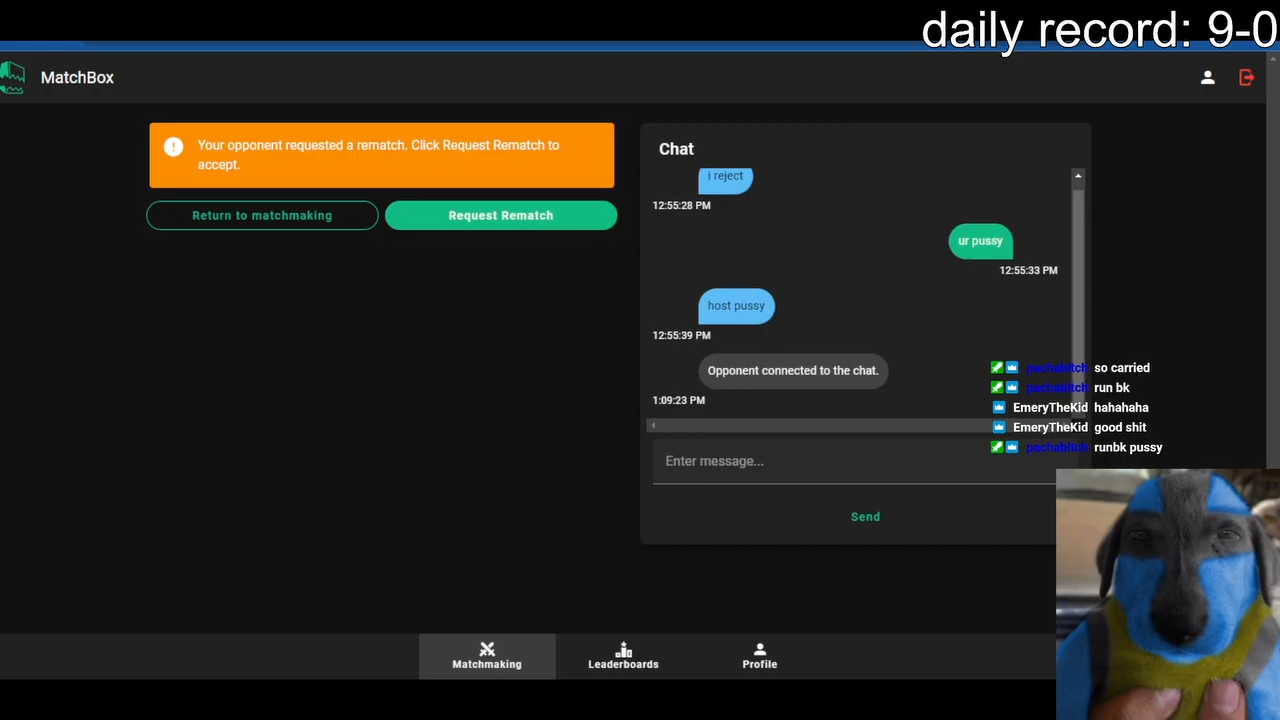 daily record: 9-0
MatchBox
Your opponent requested a rematch. Click Request Rematch to
accept.
Return to matchmaking
Request Rematch
Chat
i reject
12:55:28 PM
ur pussy
12:55:33 PM
host pussy
12:55:39 PM
Opponent connected to the chat.
1:09:23 PM
Enter message...
Send
pachabitch so carried
pachabitch run bk
EmeryTheKid hahahaha
EmeryTheKid good shit
pachabitch runbk pussy
Matchmaking
Leaderboards
Profile